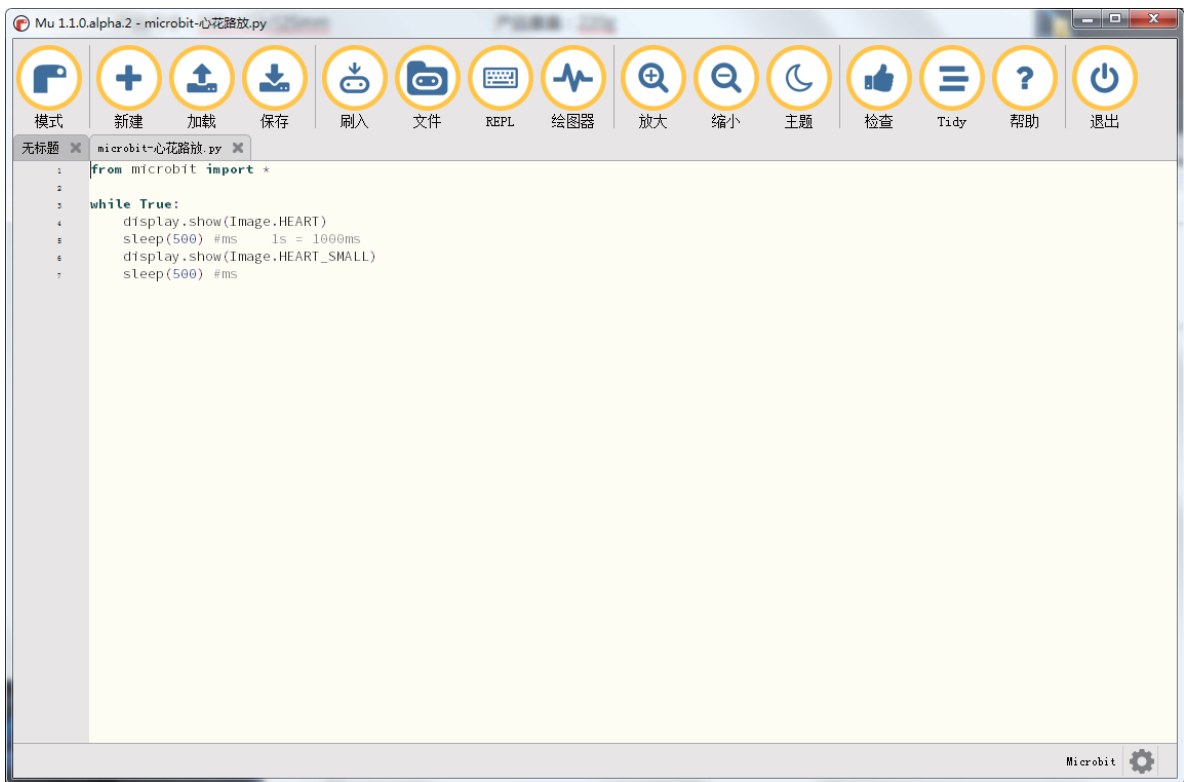 Mu 1.1.0.alpha.2 - microbit-心花路放.py
模式 新建 加载 保存 刷入 文件 REPL 绘图器 放大 缩小 主题 检查 Tidy 帮助 退出
无标题 microbit-心花路放.py
1 from microbit import *
2
3 while True:
4     display.show(Image.HEART)
5     sleep(500) #ms    1s = 1000ms
6     display.show(Image.HEART_SMALL)
7     sleep(500) #ms
Microbit